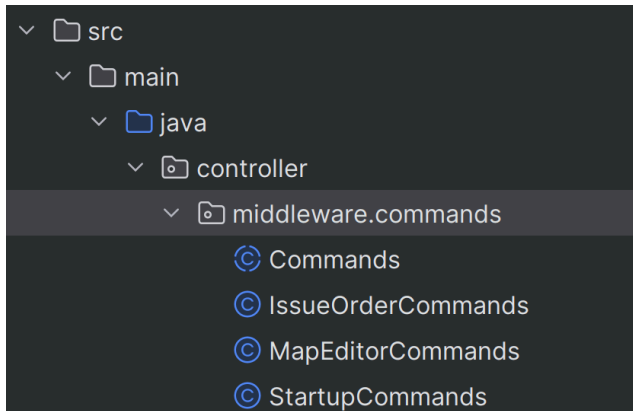 src
main
java
controller
middleware.commands
Commands
IssueOrderCommands
MapEditorCommands
StartupCommands